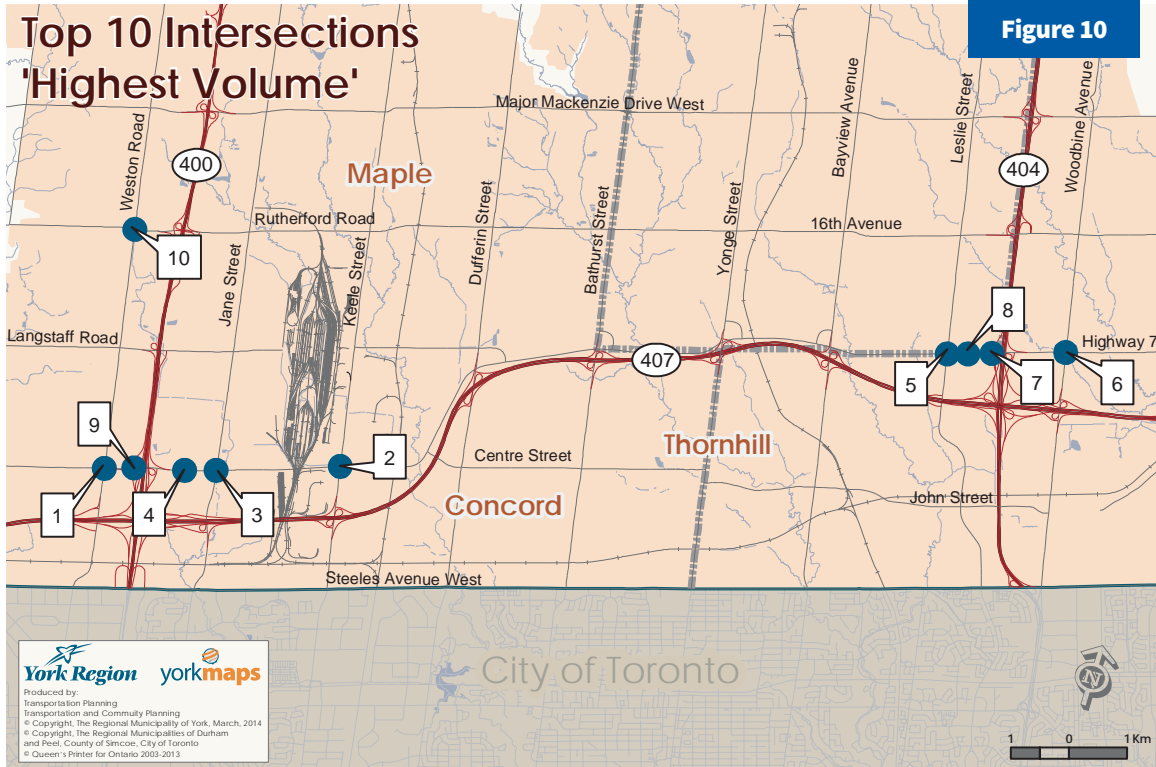 Top 10 Intersections
'Highest Volume'
Figure 10
Major Mackenzie Drive West
Weston Road
400
Maple
Bayview Avenue
Leslie Street
404
Woodbine Avenue
Rutherford Road
16th Avenue
10
Jane Street
Keele Street
Dufferin Street
Bathurst Street
Yonge Street
8
Langstaff Road
Highway 7
407
5
7
6
9
2
Centre Street
Thornhill
1
4
3
Concord
John Street
Steeles Avenue West
City of Toronto
York Region
yorkmaps
Produced by:
Transportation Planning
Transportation and Commuity Planning
© Copyright, The Regional Municipality of York, March, 2014
© Copyright, The Regional Municipalities of Durham
and Peel, County of Simcoe, City of Toronto
© Queen's Printer for Ontario 2003-2013
N
1 0 1 Km